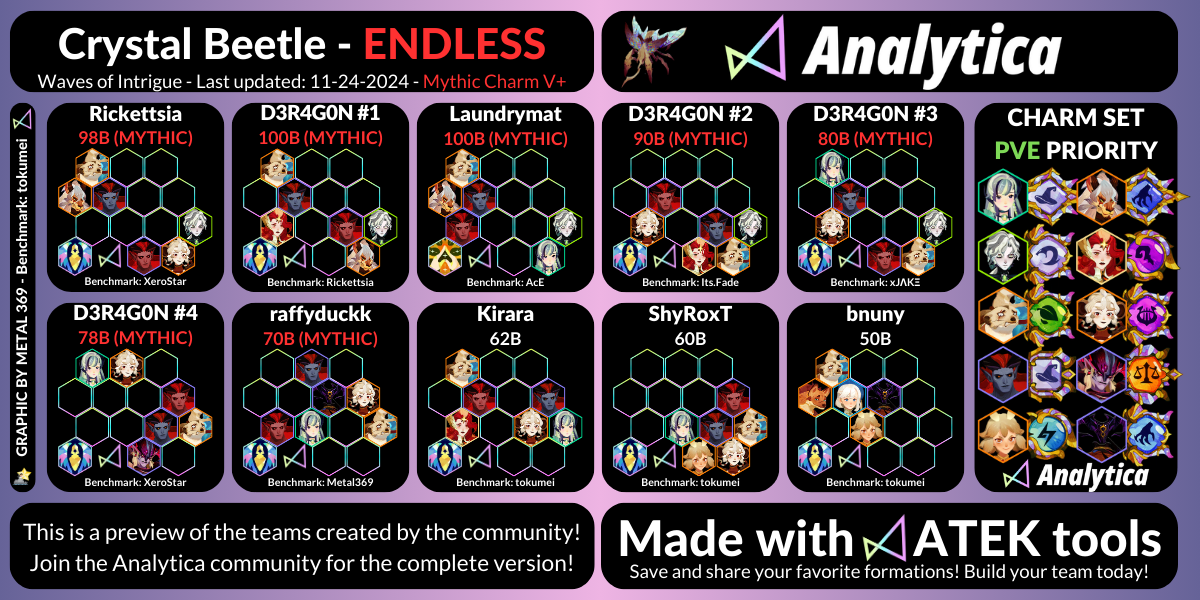 Crystal Beetle - ENDLESS
Waves of Intrigue - Last updated: 11-24-2024 - Mythic Charm V+
Analytica
GRAPHIC BY METAL 369 - Benchmark: tokumei
Rickettsia
98B (MYTHIC)
Benchmark: XeroStar
D3R4G0N #1
100B (MYTHIC)
Benchmark: Rickettsia
Laundrymat
100B (MYTHIC)
Benchmark: AcE
D3R4G0N #2
90B (MYTHIC)
Benchmark: Its.Fade
D3R4G0N #3
80B (MYTHIC)
Benchmark: xJΛKΞ
CHARM SET
PVE PRIORITY
Analytica
D3R4G0N #4
78B (MYTHIC)
Benchmark: XeroStar
raffyduckk
70B (MYTHIC)
Benchmark: Metal369
Kirara
62B
Benchmark: tokumei
ShyRoxT
60B
Benchmark: tokumei
bnuny
50B
Benchmark: tokumei
This is a preview of the teams created by the community!
Join the Analytica community for the complete version!
Made with ATEK tools
Save and share your favorite formations! Build your team today!